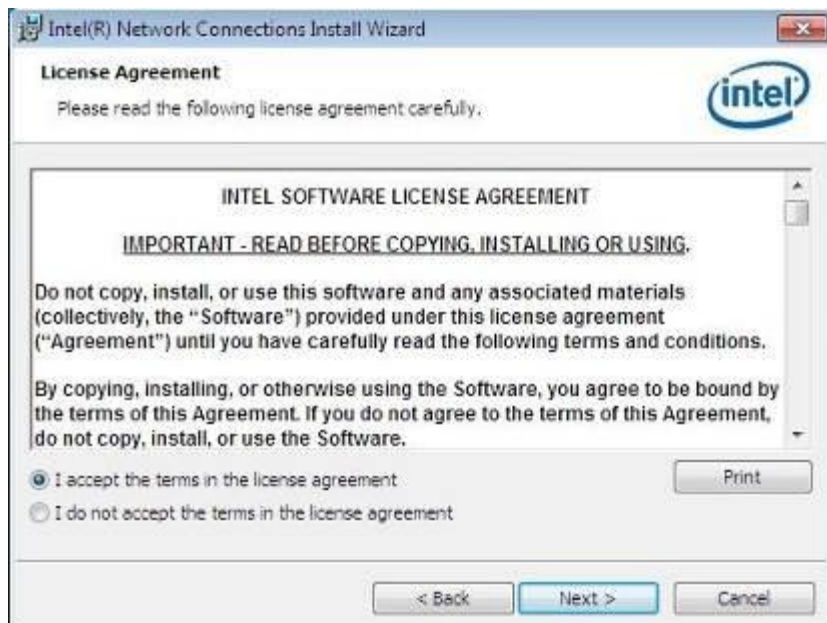 Intel(R) Network Connections Install Wizard
License Agreement
Please read the following license agreement carefully.
intel
INTEL SOFTWARE LICENSE AGREEMENT
IMPORTANT - READ BEFORE COPYING, INSTALLING OR USING.
Do not copy, install, or use this software and any associated materials
(collectively, the “Software”) provided under this license agreement
(“Agreement”) until you have carefully read the following terms and conditions.
By copying, installing, or otherwise using the Software, you agree to be bound by
the terms of this Agreement. If you do not agree to the terms of this Agreement,
do not copy, install, or use the Software.
I accept the terms in the license agreement
Print
I do not accept the terms in the license agreement
< Back
Next >
Cancel